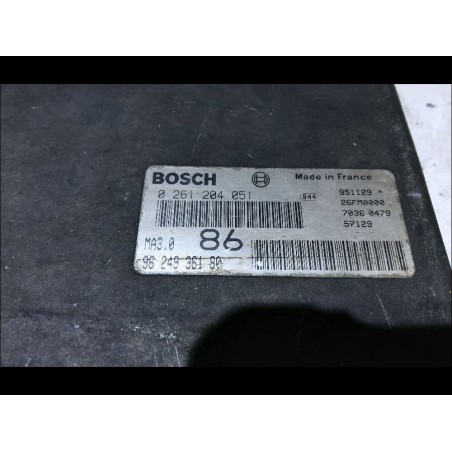 BOSCH Made in France
0 261 204 051 944 951129 *
26FM0000
7036 0479
57129
MA3.0 86
96 249 361 80